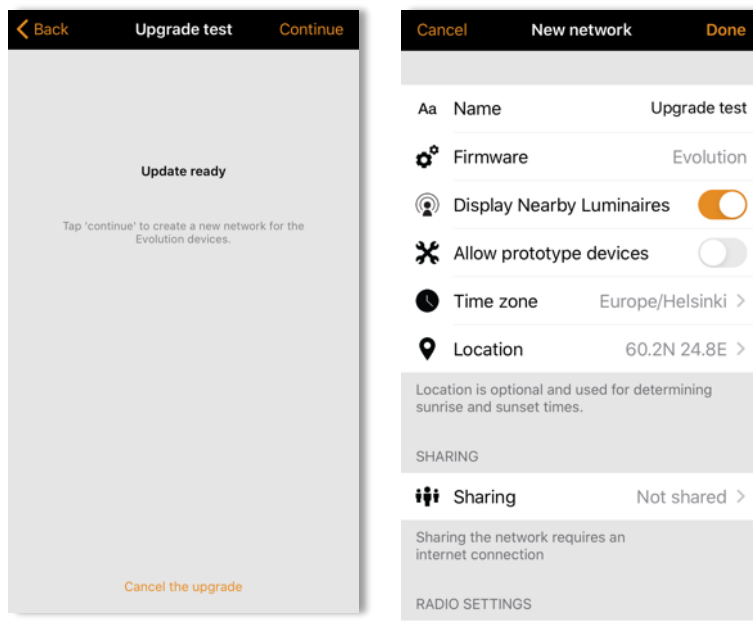 Back Upgrade test Continue
Update ready
Tap 'continue' to create a new network for the
Evolution devices.
Cancel the upgrade
Cancel New network Done
Aa Name Upgrade test
Firmware Evolution
Display Nearby Luminaires
Allow prototype devices
Time zone Europe/Helsinki >
Location 60.2N 24.8E >
Location is optional and used for determining
sunrise and sunset times.
SHARING
Sharing Not shared >
Sharing the network requires an
internet connection
RADIO SETTINGS